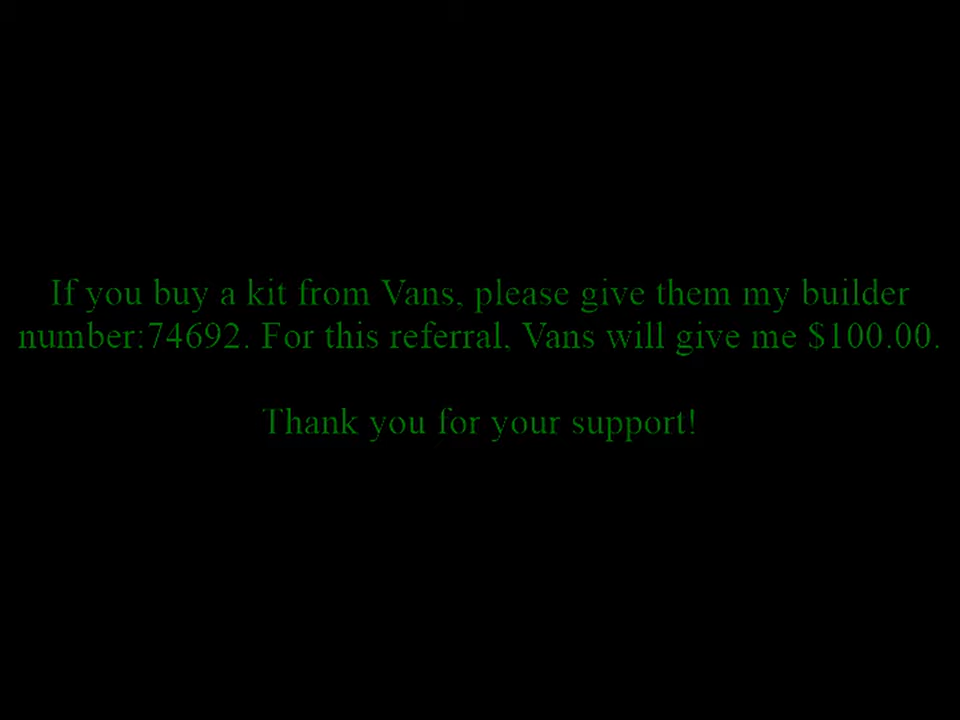 If you buy a kit from Vans, please give them my builder
number:74692. For this referral, Vans will give me $100.00.
Thank you for your support!